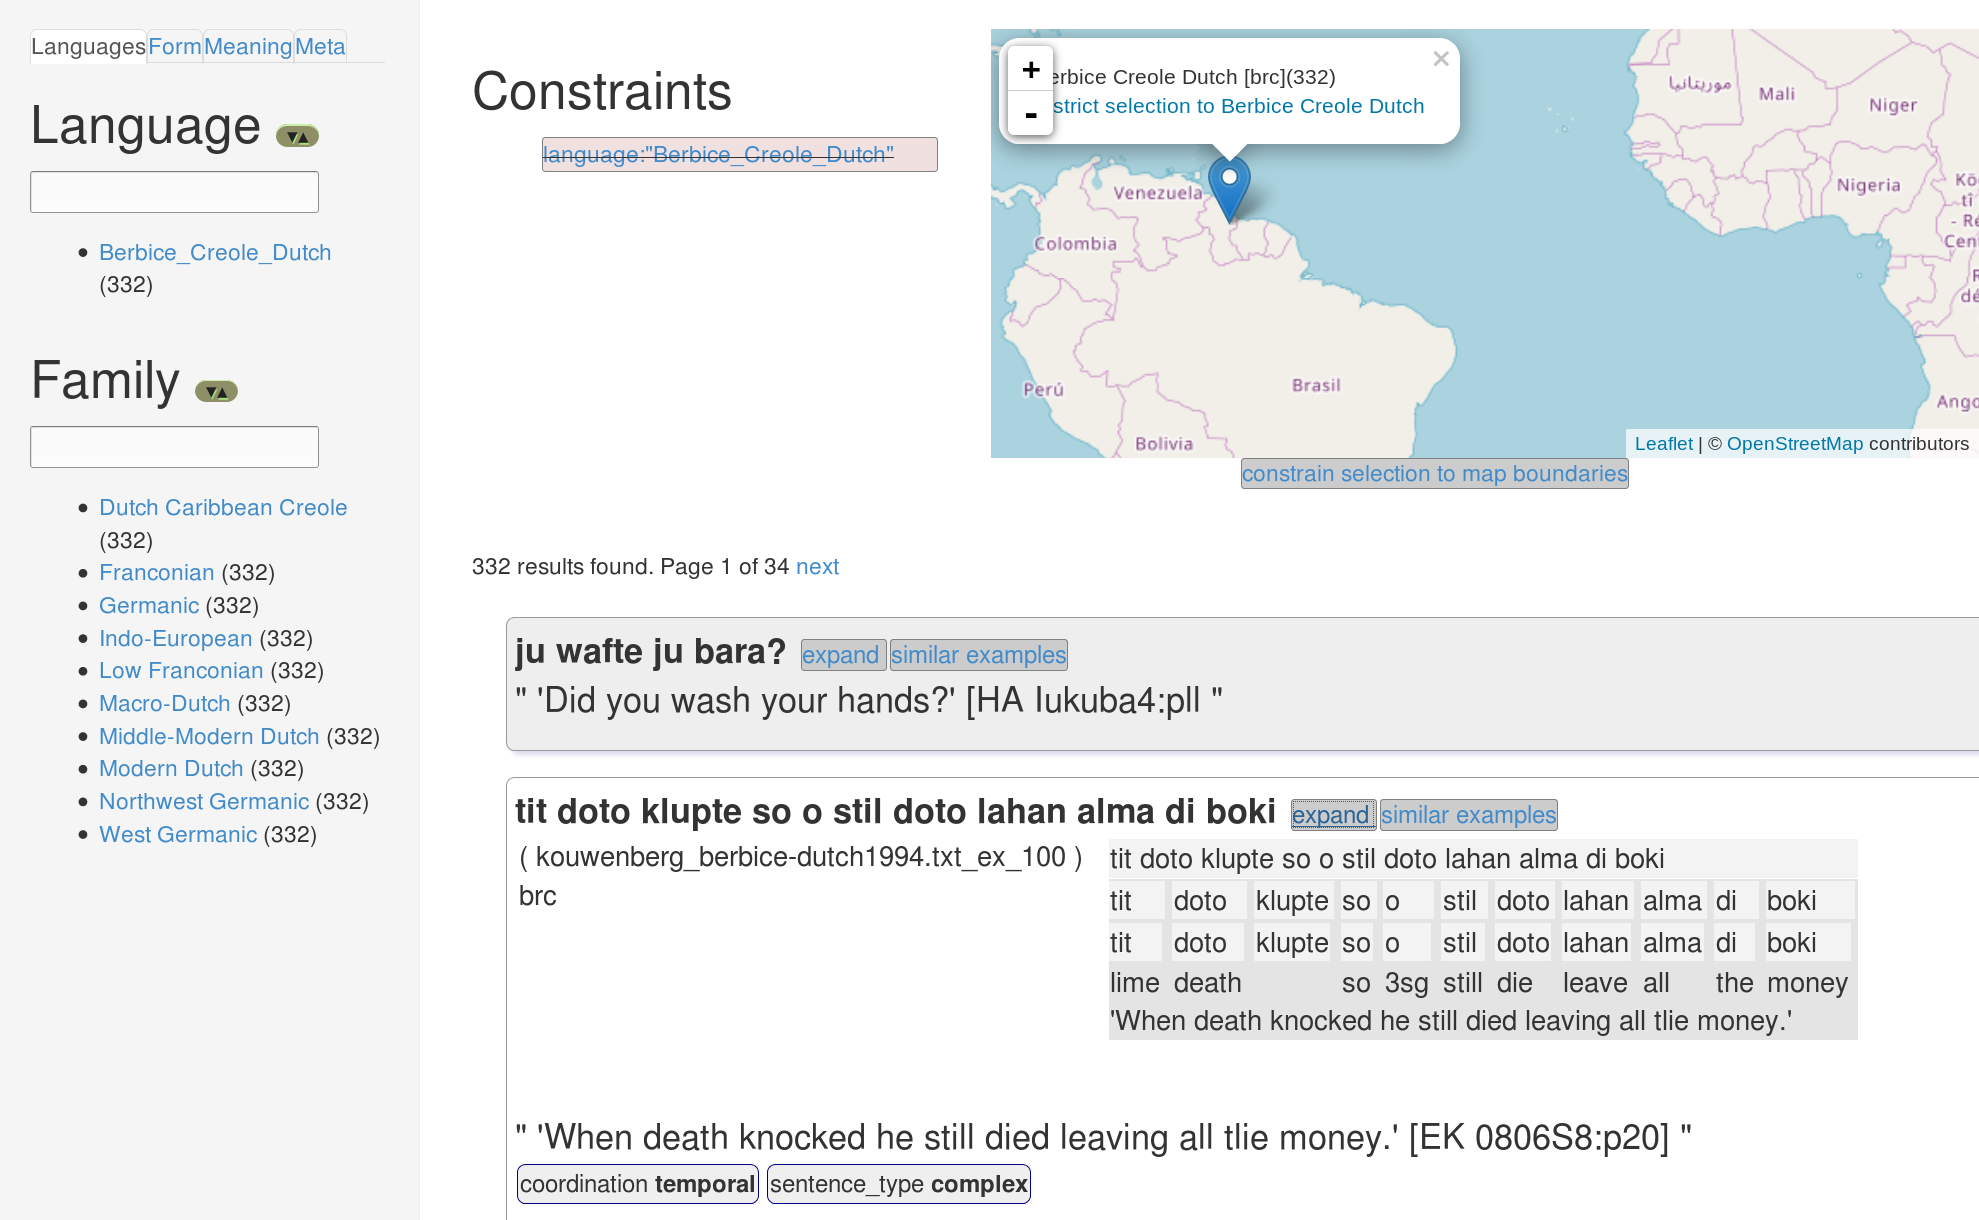 Languages Form Meaning Meta
Language ▼▲
Berbice_Creole_Dutch
(332)
Family ▼▲
Dutch Caribbean Creole
(332)
Franconian (332)
Germanic (332)
Indo-European (332)
Low Franconian (332)
Macro-Dutch (332)
Middle-Modern Dutch (332)
Modern Dutch (332)
Northwest Germanic (332)
West Germanic (332)
Constraints
language:"Berbice_Creole_Dutch"
+
-
×
erbice Creole Dutch [brc](332)
strict selection to Berbice Creole Dutch
موريتانيا
Mali
Niger
Venezuela
Nigeria
Colombia
Perú
Brasil
Bolivia
Leaflet | © OpenStreetMap contributors
constrain selection to map boundaries
332 results found. Page 1 of 34 next
ju wafte ju bara? expand similar examples
" 'Did you wash your hands?' [HA Iukuba4:pll "
tit doto klupte so o stil doto lahan alma di boki expand similar examples
( kouwenberg_berbice-dutch1994.txt_ex_100 )
brc
tit doto klupte so o stil doto lahan alma di boki
tit doto klupte so o stil doto lahan alma di boki
tit doto klupte so o stil doto lahan alma di boki
lime death so 3sg still die leave all the money
'When death knocked he still died leaving all tlie money.'
" 'When death knocked he still died leaving all tlie money.' [EK 0806S8:p20] "
coordination temporal sentence_type complex